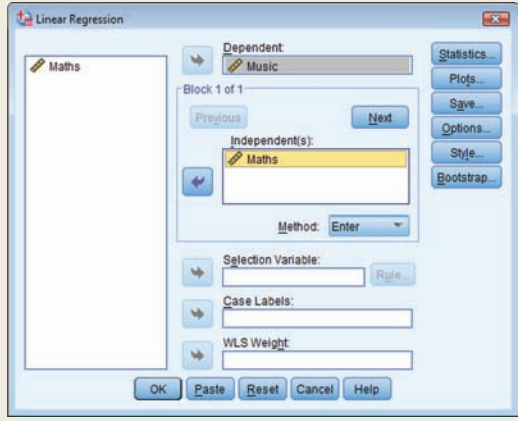 Linear Regression
Maths
Dependent:
Music
Block 1 of 1
Previous
Next
Independent(s):
Maths
Method: Enter
Selection Variable:
Rule...
Case Labels:
WLS Weight:
Statistics...
Plots...
Save...
Options...
Style...
Bootstrap...
OK Paste Reset Cancel Help